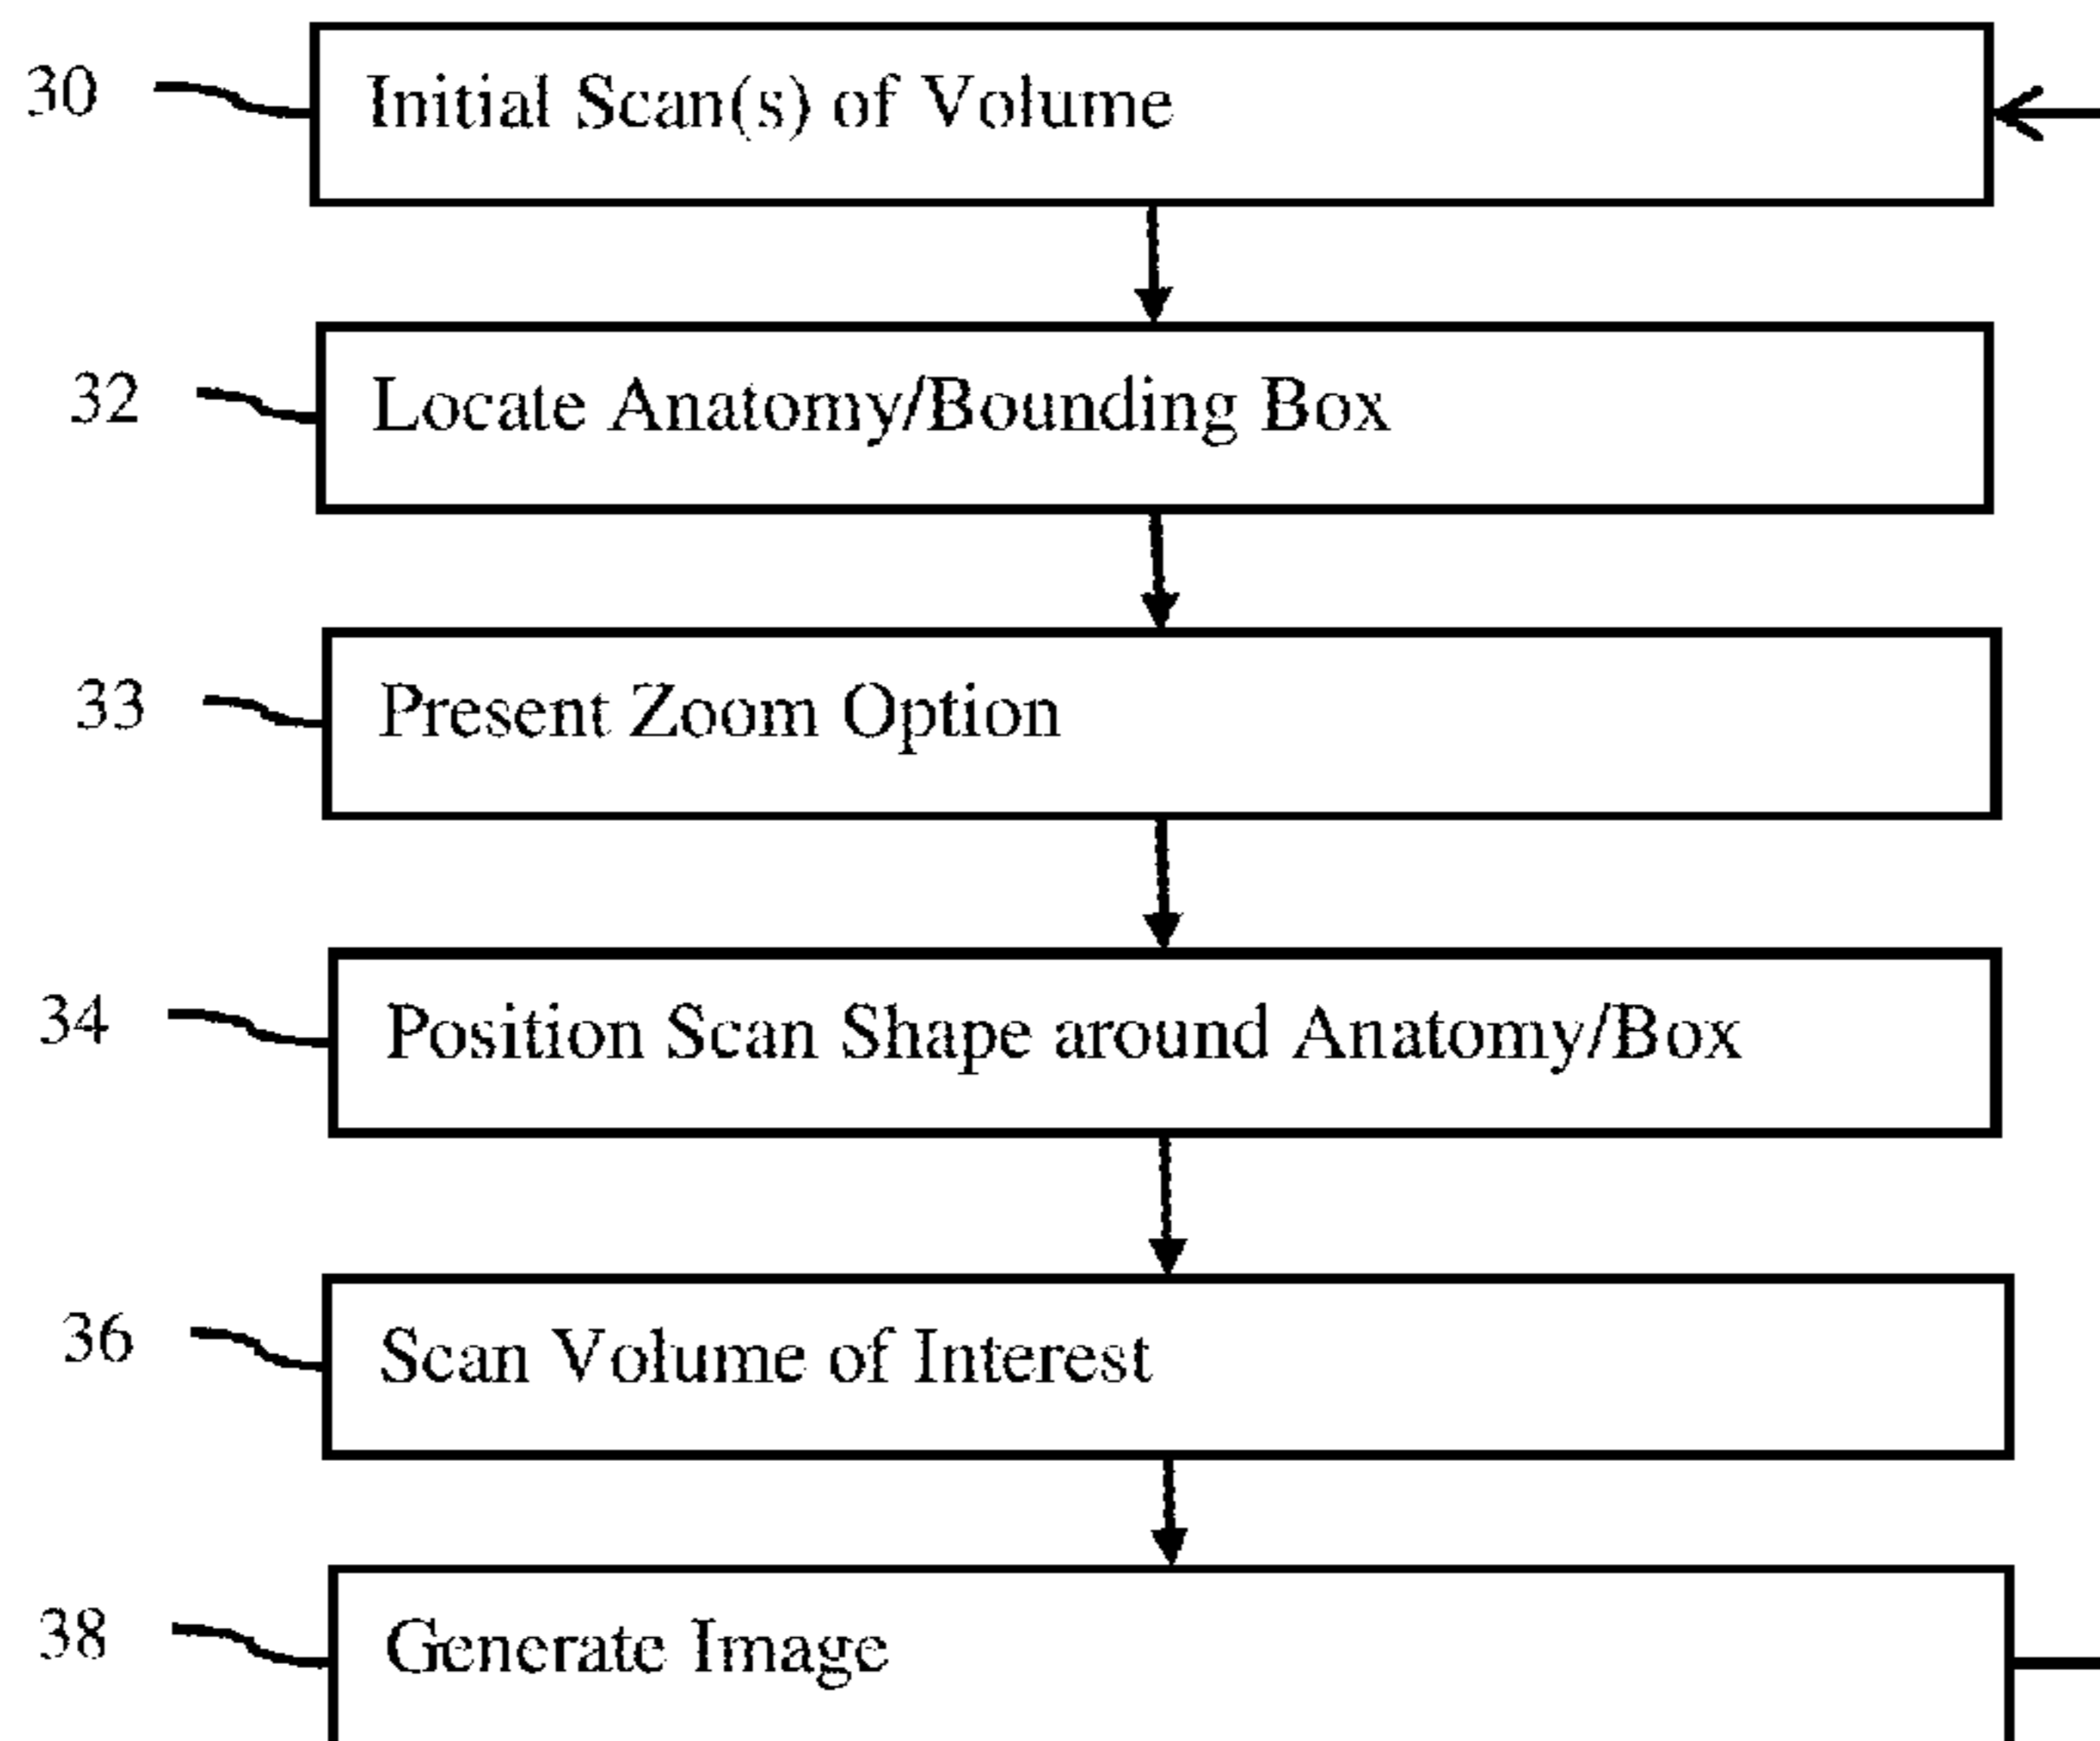 30 Initial Scan(s) of Volume
32 Locate Anatomy/Bounding Box
33 Present Zoom Option
34 Position Scan Shape around Anatomy/Box
36 Scan Volume of Interest
38 Generate Image